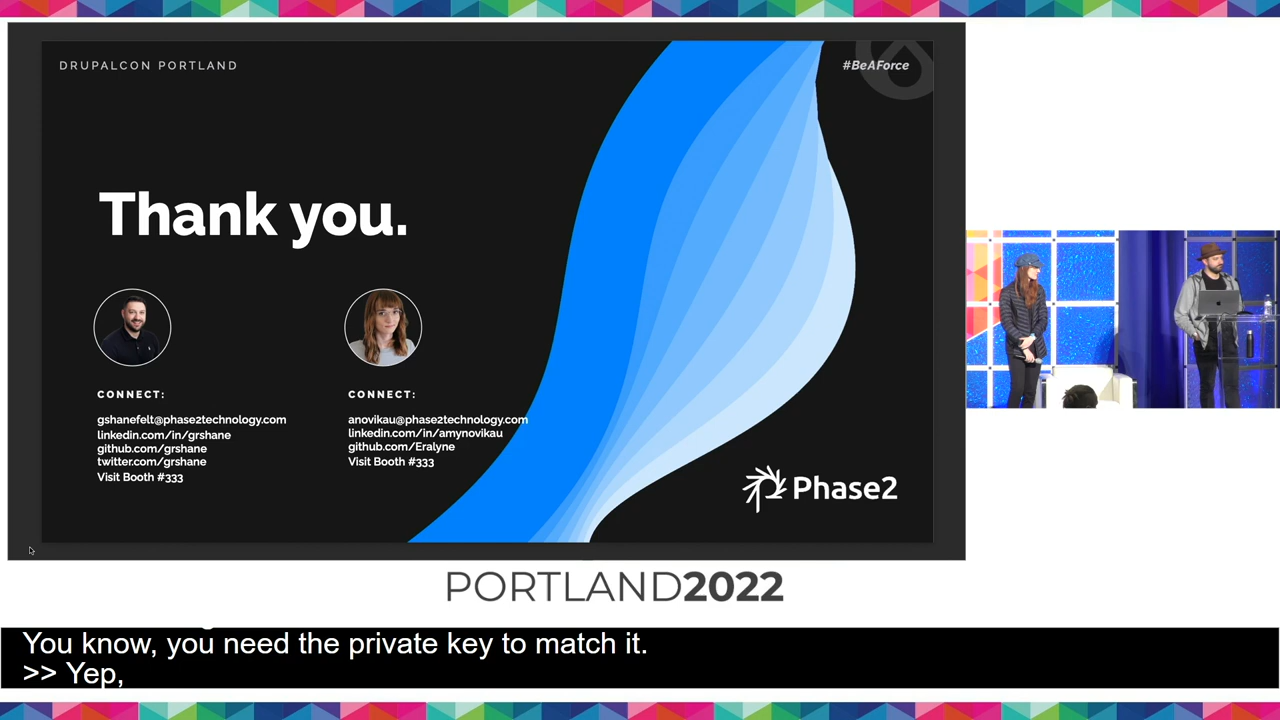 DRUPALCON PORTLAND
#BeAForce
Thank you.
CONNECT:
gshanefelt@phase2technology.com
linkedin.com/in/grshane
github.com/grshane
twitter.com/grshane
Visit Booth #333
CONNECT:
anovikau@phase2technology.com
linkedin.com/in/amynovikau
github.com/Eralyne
Visit Booth #333
Phase2
PORTLAND2022
You know, you need the private key to match it.
>> Yep,